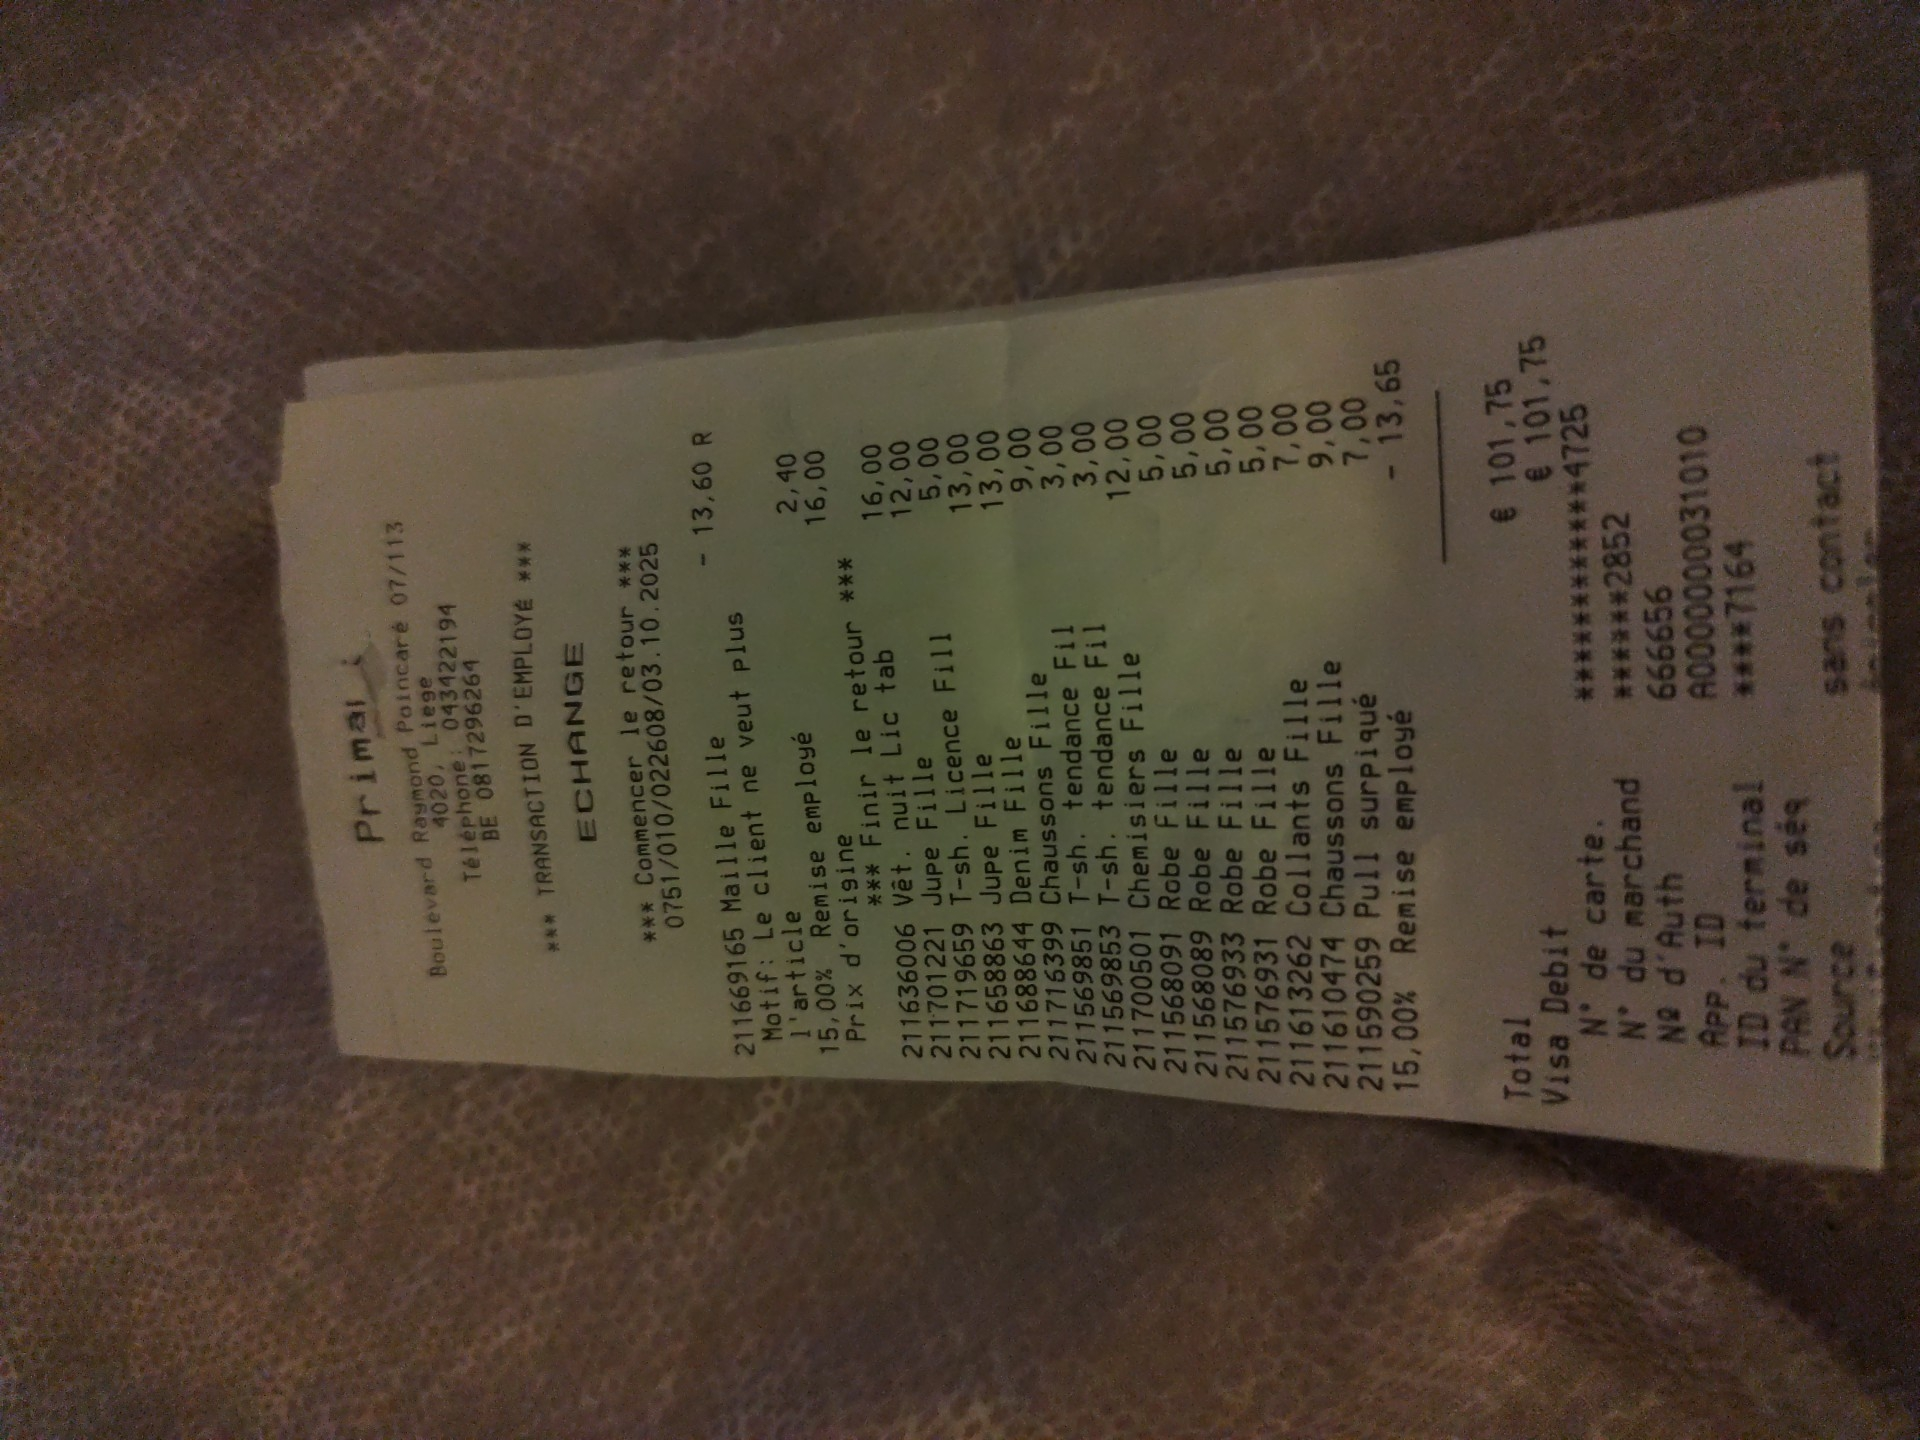 Primark
Boulevard Raymond Poincaré 07/113
4020, Liege
Téléphone: 043422194
BE 0817296264
*** TRANSACTION D'EMPLOYÉ ***
ECHANGE
*** Commencer le retour ***
0751/010/022608/03.10.2025
211669165 Maille Fille - 13,60 R
Motif: Le client ne veut plus
l'article
15,00% Remise employé 2,40
Prix d'origine 16,00
*** Finir le retour ***
211636006 Vêt. nuit Lic tab 16,00
211701221 Jupe Fille 12,00
211719659 T-sh. Licence Fill 5,00
211658863 Jupe Fille 13,00
211688644 Denim Fille 13,00
211716399 Chaussons Fille 9,00
211569851 T-sh. tendance Fil 3,00
211569853 T-sh. tendance Fil 3,00
211700501 Chemisiers Fille 12,00
211568091 Robe Fille 5,00
211568089 Robe Fille 5,00
211576933 Robe Fille 5,00
211576931 Robe Fille 5,00
211613262 Collants Fille 7,00
211610474 Chaussons Fille 9,00
211590259 Pull surpiqué 7,00
15,00% Remise employé - 13,65
Total € 101,75
Visa Debit € 101,75
N° de carte. ***************4725
N° du marchand ******2852
Nº d'Auth 666656
App. ID A0000000031010
ID du terminal ****7164
PAN N° de séq
Source sans contact